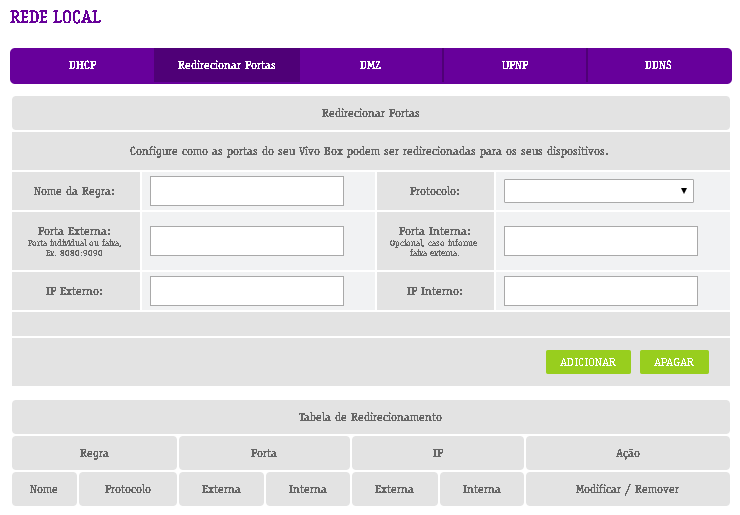 REDE LOCAL
DHCP Redirecionar Portas DMZ UPNP DDNS
Redirecionar Portas
Configure como as portas do seu Vivo Box podem ser redirecionadas para os seus dispositivos.
Nome da Regra: Protocolo:
Porta Externa:
Porta individual ou faixa,
Ex. 8080:9090
Porta Interna:
Opcional, caso informe
faixa externa.
IP Externo: IP Interno:
ADICIONAR APAGAR
Tabela de Redirecionamento
Regra Porta IP Ação
Nome Protocolo Externa Interna Externa Interna Modificar / Remover